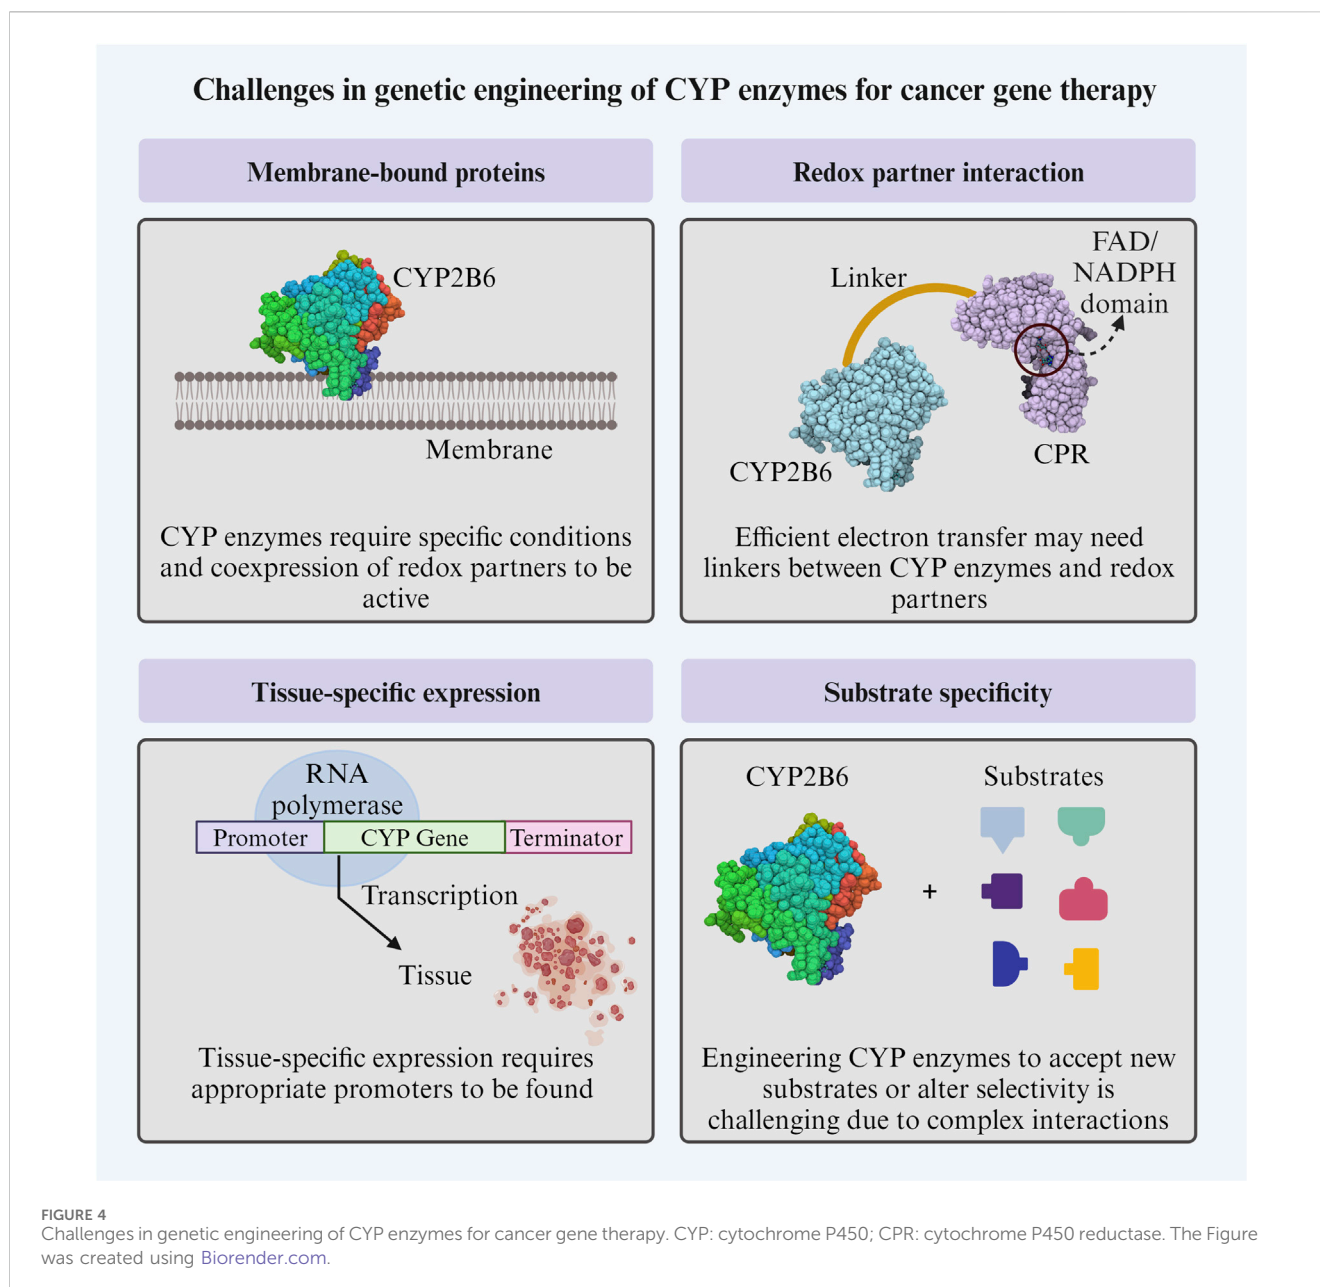 Challenges in genetic engineering of CYP enzymes for cancer gene therapy
Membrane-bound proteins
CYP2B6
Membrane
CYP enzymes require specific conditions
and coexpression of redox partners to be
active
Redox partner interaction
FAD/
NADPH
domain
Linker
CYP2B6
CPR
Efficient electron transfer may need
linkers between CYP enzymes and redox
partners
Tissue-specific expression
RNA
polymerase
Promoter CYP Gene Terminator
Transcription
Tissue
Tissue-specific expression requires
appropriate promoters to be found
Substrate specificity
CYP2B6
Substrates
+
Engineering CYP enzymes to accept new
substrates or alter selectivity is
challenging due to complex interactions
FIGURE 4
Challenges in genetic engineering of CYP enzymes for cancer gene therapy. CYP: cytochrome P450; CPR: cytochrome P450 reductase. The Figure
was created using Biorender.com.